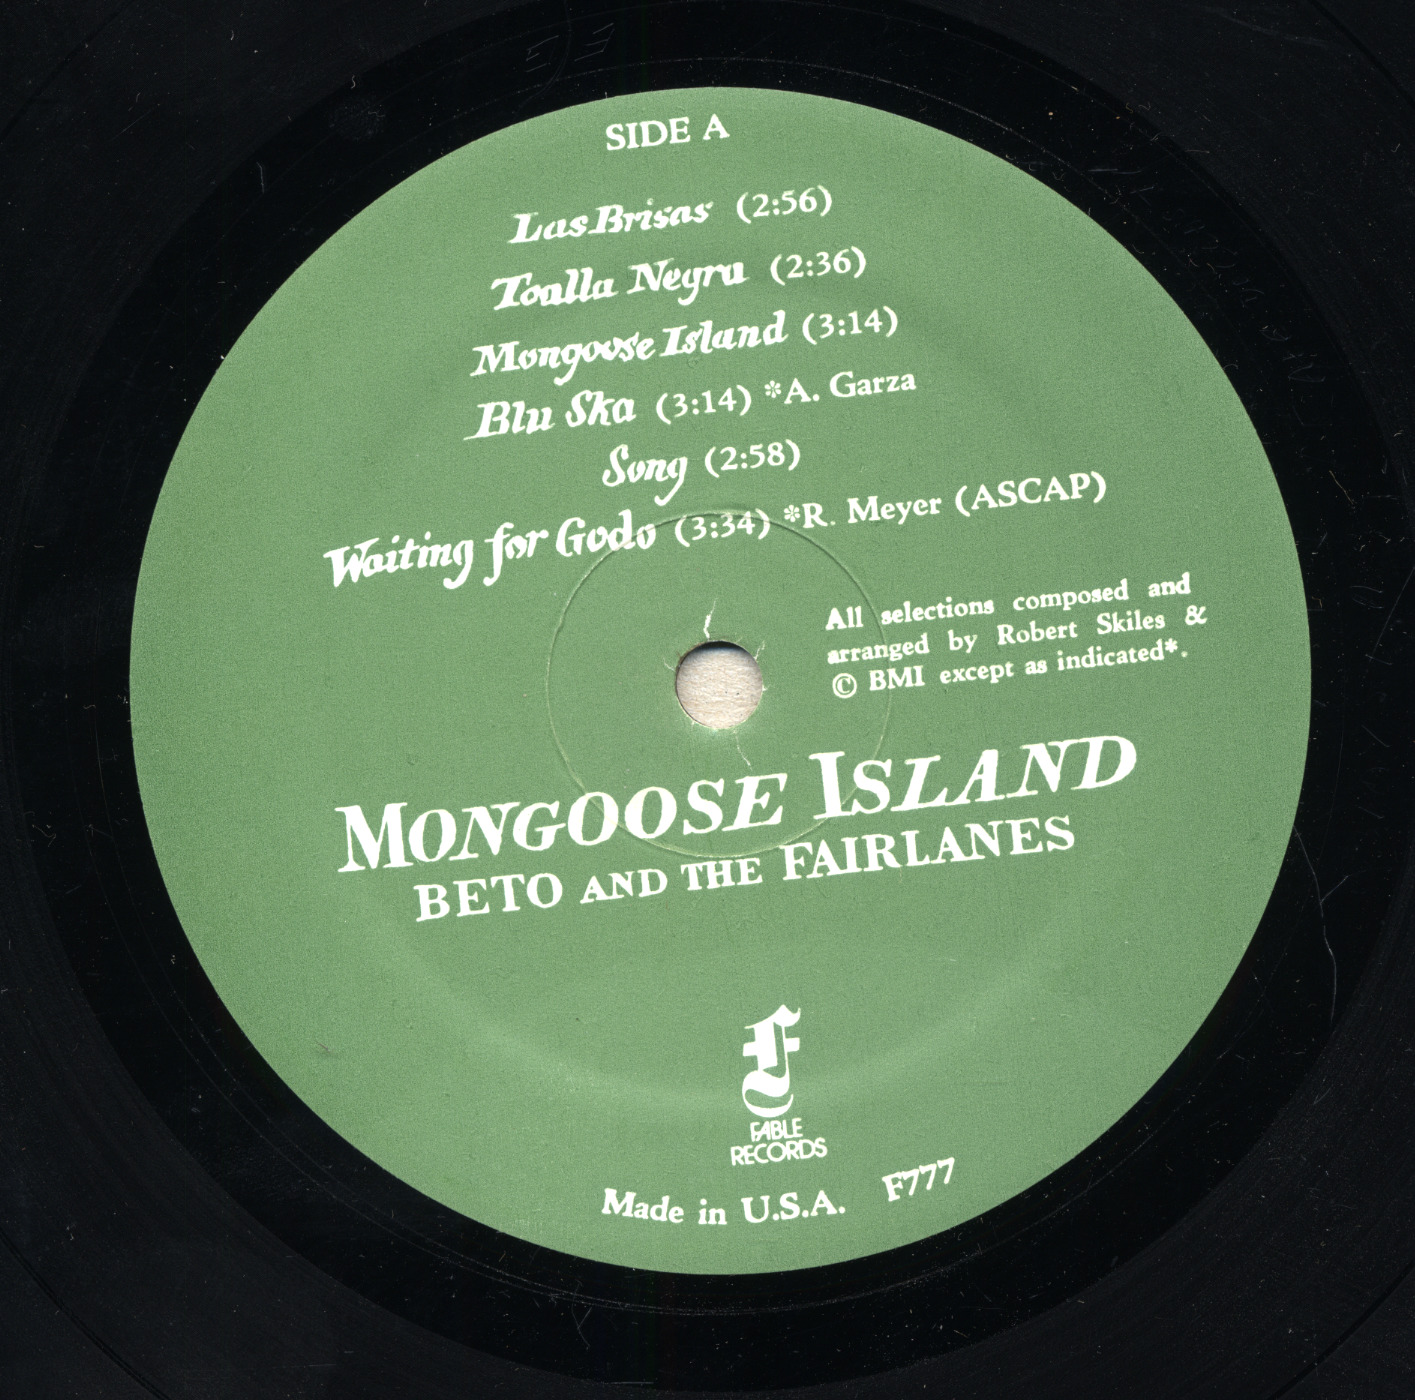 SIDE A
Las Brisas (2:56)
Toalla Negra (2:36)
Mongoose Island (3:14)
Blu Ska (3:14) *A. Garza
Song (2:58)
Waiting for Godo (3:34) *R. Meyer (ASCAP)
All selections composed and
arranged by Robert Skiles &
© BMI except as indicated*.
MONGOOSE ISLAND
BETO AND THE FAIRLANES
F
FABLE
RECORDS
Made in U.S.A. F777